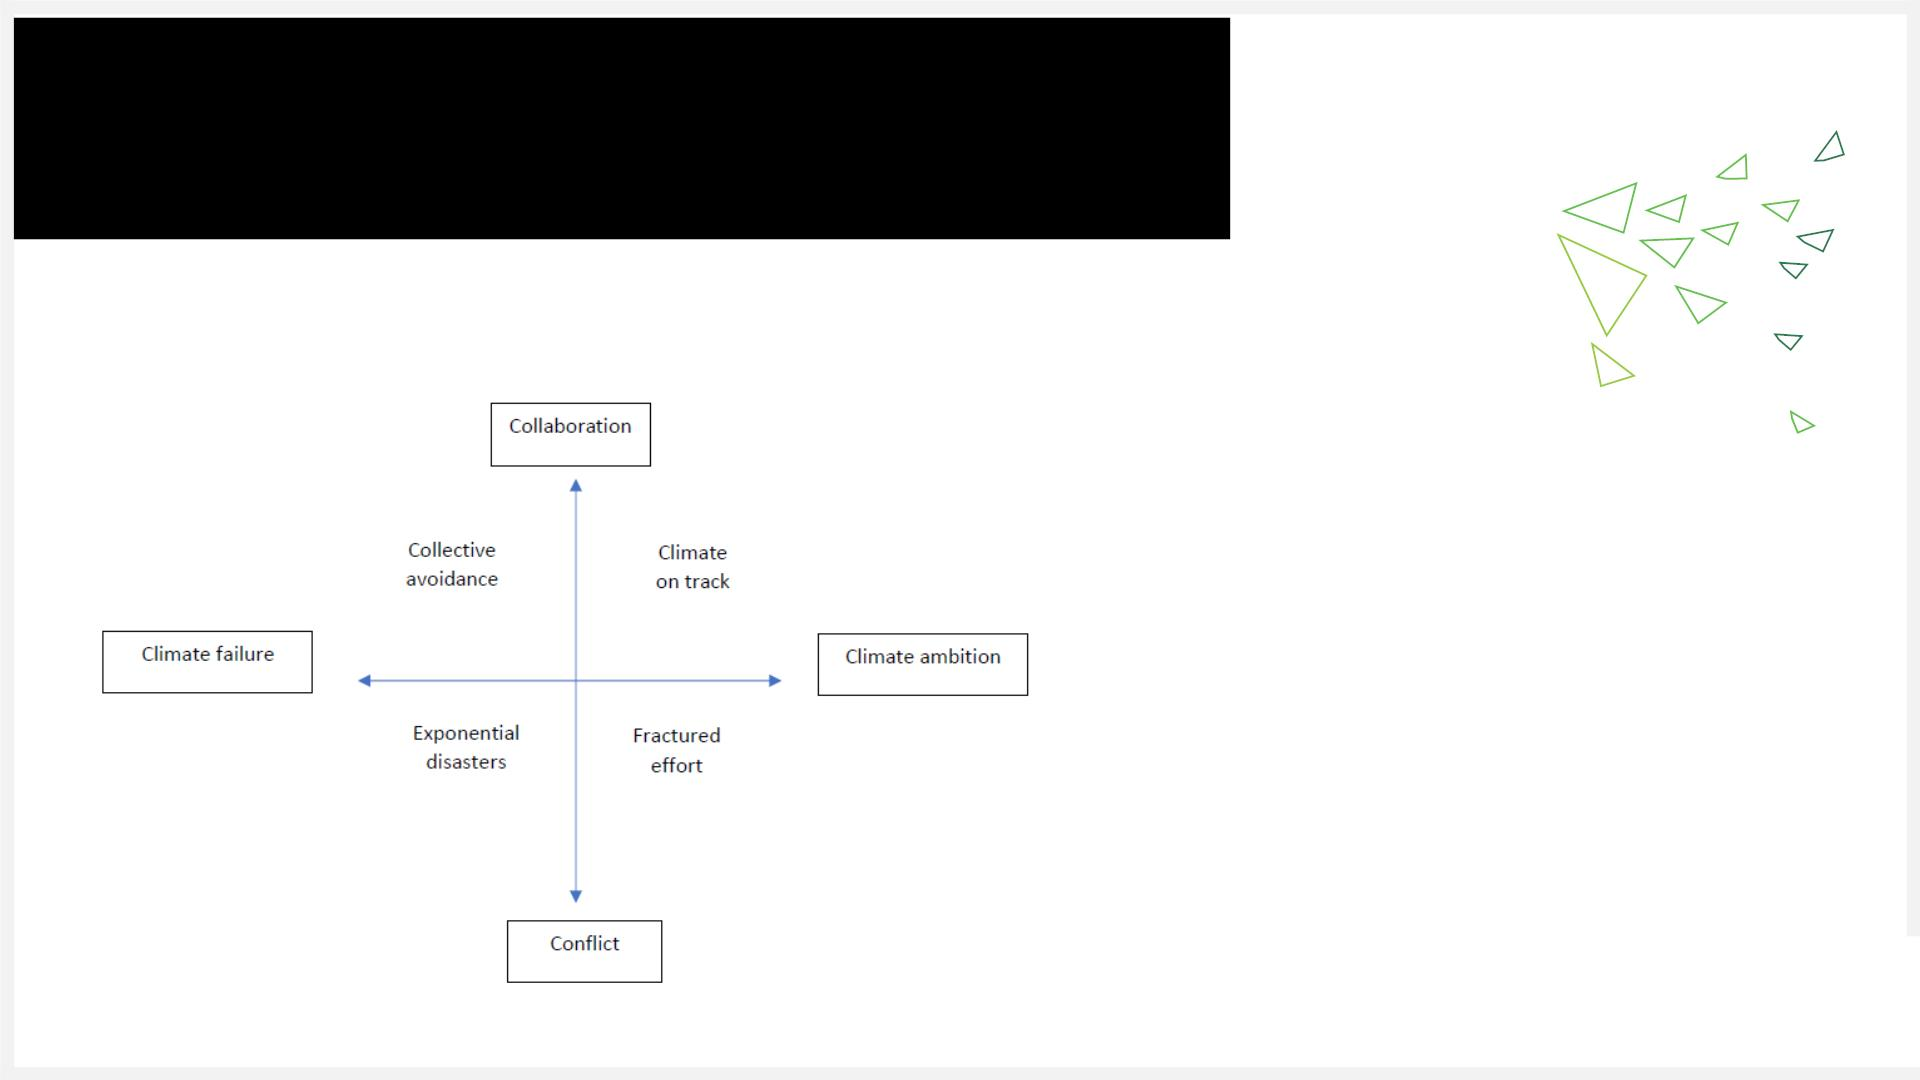 Collaboration
Collective
avoidance
Climate
on track
Climate failure
Climate ambition
Exponential
disasters
Fractured
effort
Conflict